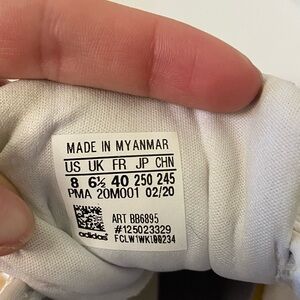 MADE IN MYANMAR
US UK FR JP CHN
8 6½ 40 250 245
PMA 20M001 02/20
ART BB6895
#125023329
adidas